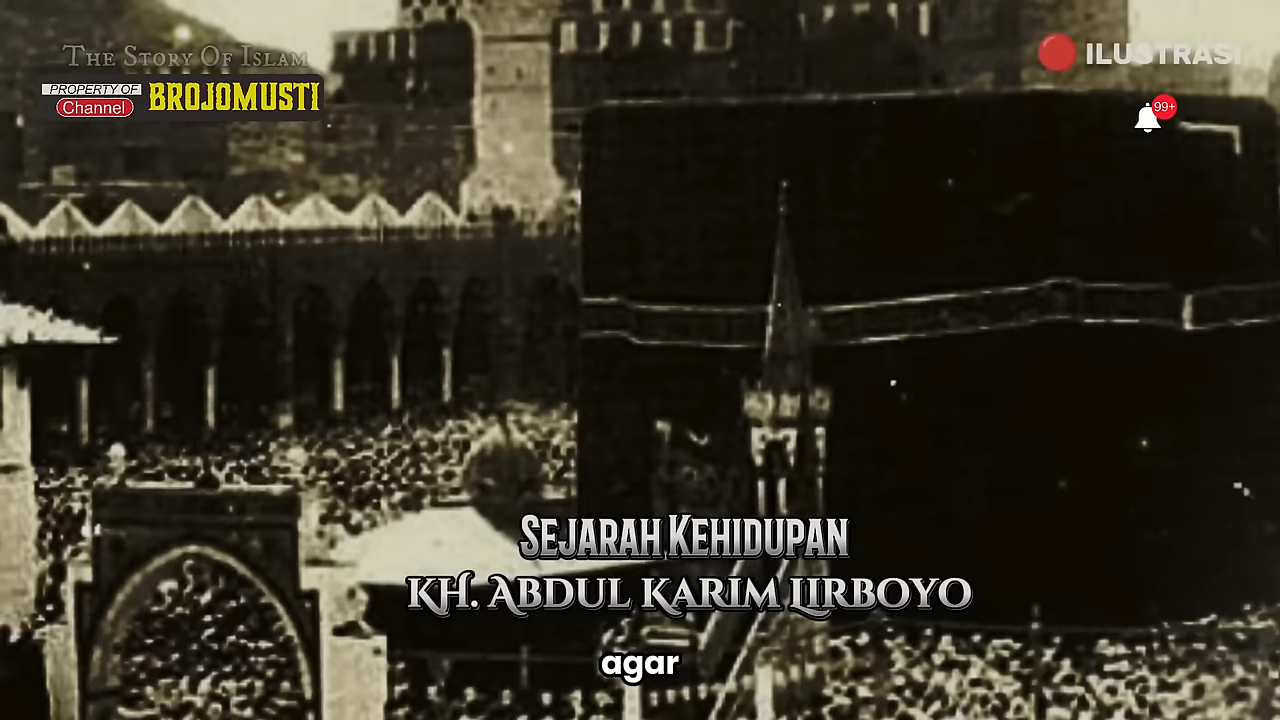 THE STORY OF ISLAM
PROPERTY OF
Channel
BROJOMUSTI
ILUSTRASI
99+
SEJARAH KEHIDUPAN
KH. ABDUL KARIM LIRBOYO
agar